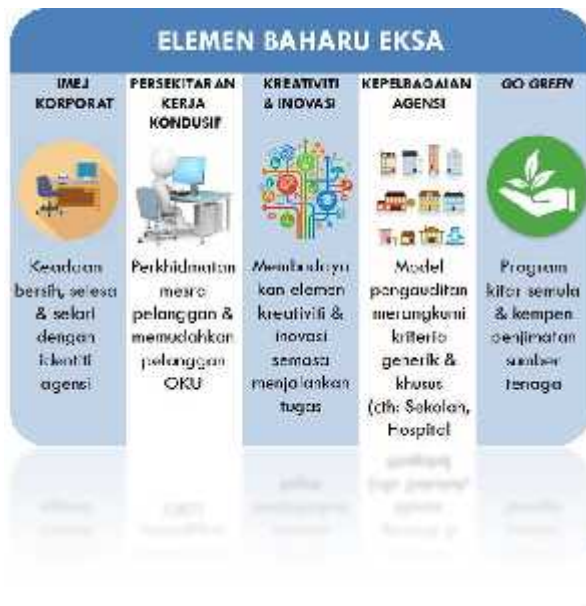 ELEMEN BAHARU EKSA
IMEJ
KORPORAT
Keadaan
bersih, selesa
& selari
dengan
identiti
agensi
PERSEKITARAN
KERJA
KONDUSIF
Perkhidmatan
mesra
pelanggan &
memudahkan
pelanggan
OKU
KREATIVITI
& INOVASI
Membudaya
kan elemen
kreativiti &
inovasi
semasa
menjalankan
tugas
KEPELBAGAIAN
AGENSI
Model
pengauditan
merangkumi
kriteria
generik &
khusus
(cth: Sekolah,
Hospital
GO GREEN
Program
kitar semula
& kempen
penjimatan
sumber
tenaga